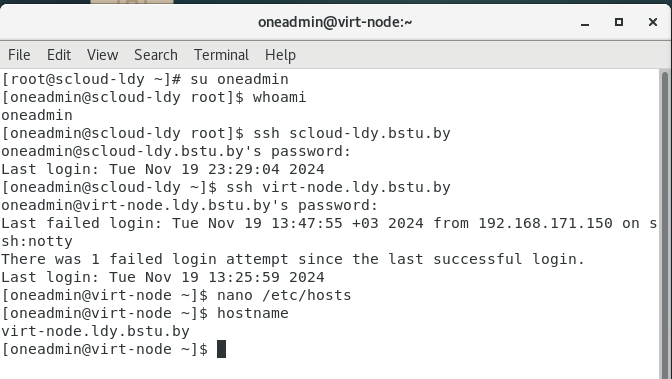 oneadmin@virt-node:~
File Edit View Search Terminal Help
[root@scloud-ldy ~]# su oneadmin
[oneadmin@scloud-ldy root]$ whoami
oneadmin
[oneadmin@scloud-ldy root]$ ssh scloud-ldy.bstu.by
oneadmin@scloud-ldy.bstu.by's password:
Last login: Tue Nov 19 23:29:04 2024
[oneadmin@scloud-ldy ~]$ ssh virt-node.ldy.bstu.by
oneadmin@virt-node.ldy.bstu.by's password:
Last failed login: Tue Nov 19 13:47:55 +03 2024 from 192.168.171.150 on s
sh:notty
There was 1 failed login attempt since the last successful login.
Last login: Tue Nov 19 13:25:59 2024
[oneadmin@virt-node ~]$ nano /etc/hosts
[oneadmin@virt-node ~]$ hostname
virt-node.ldy.bstu.by
[oneadmin@virt-node ~]$